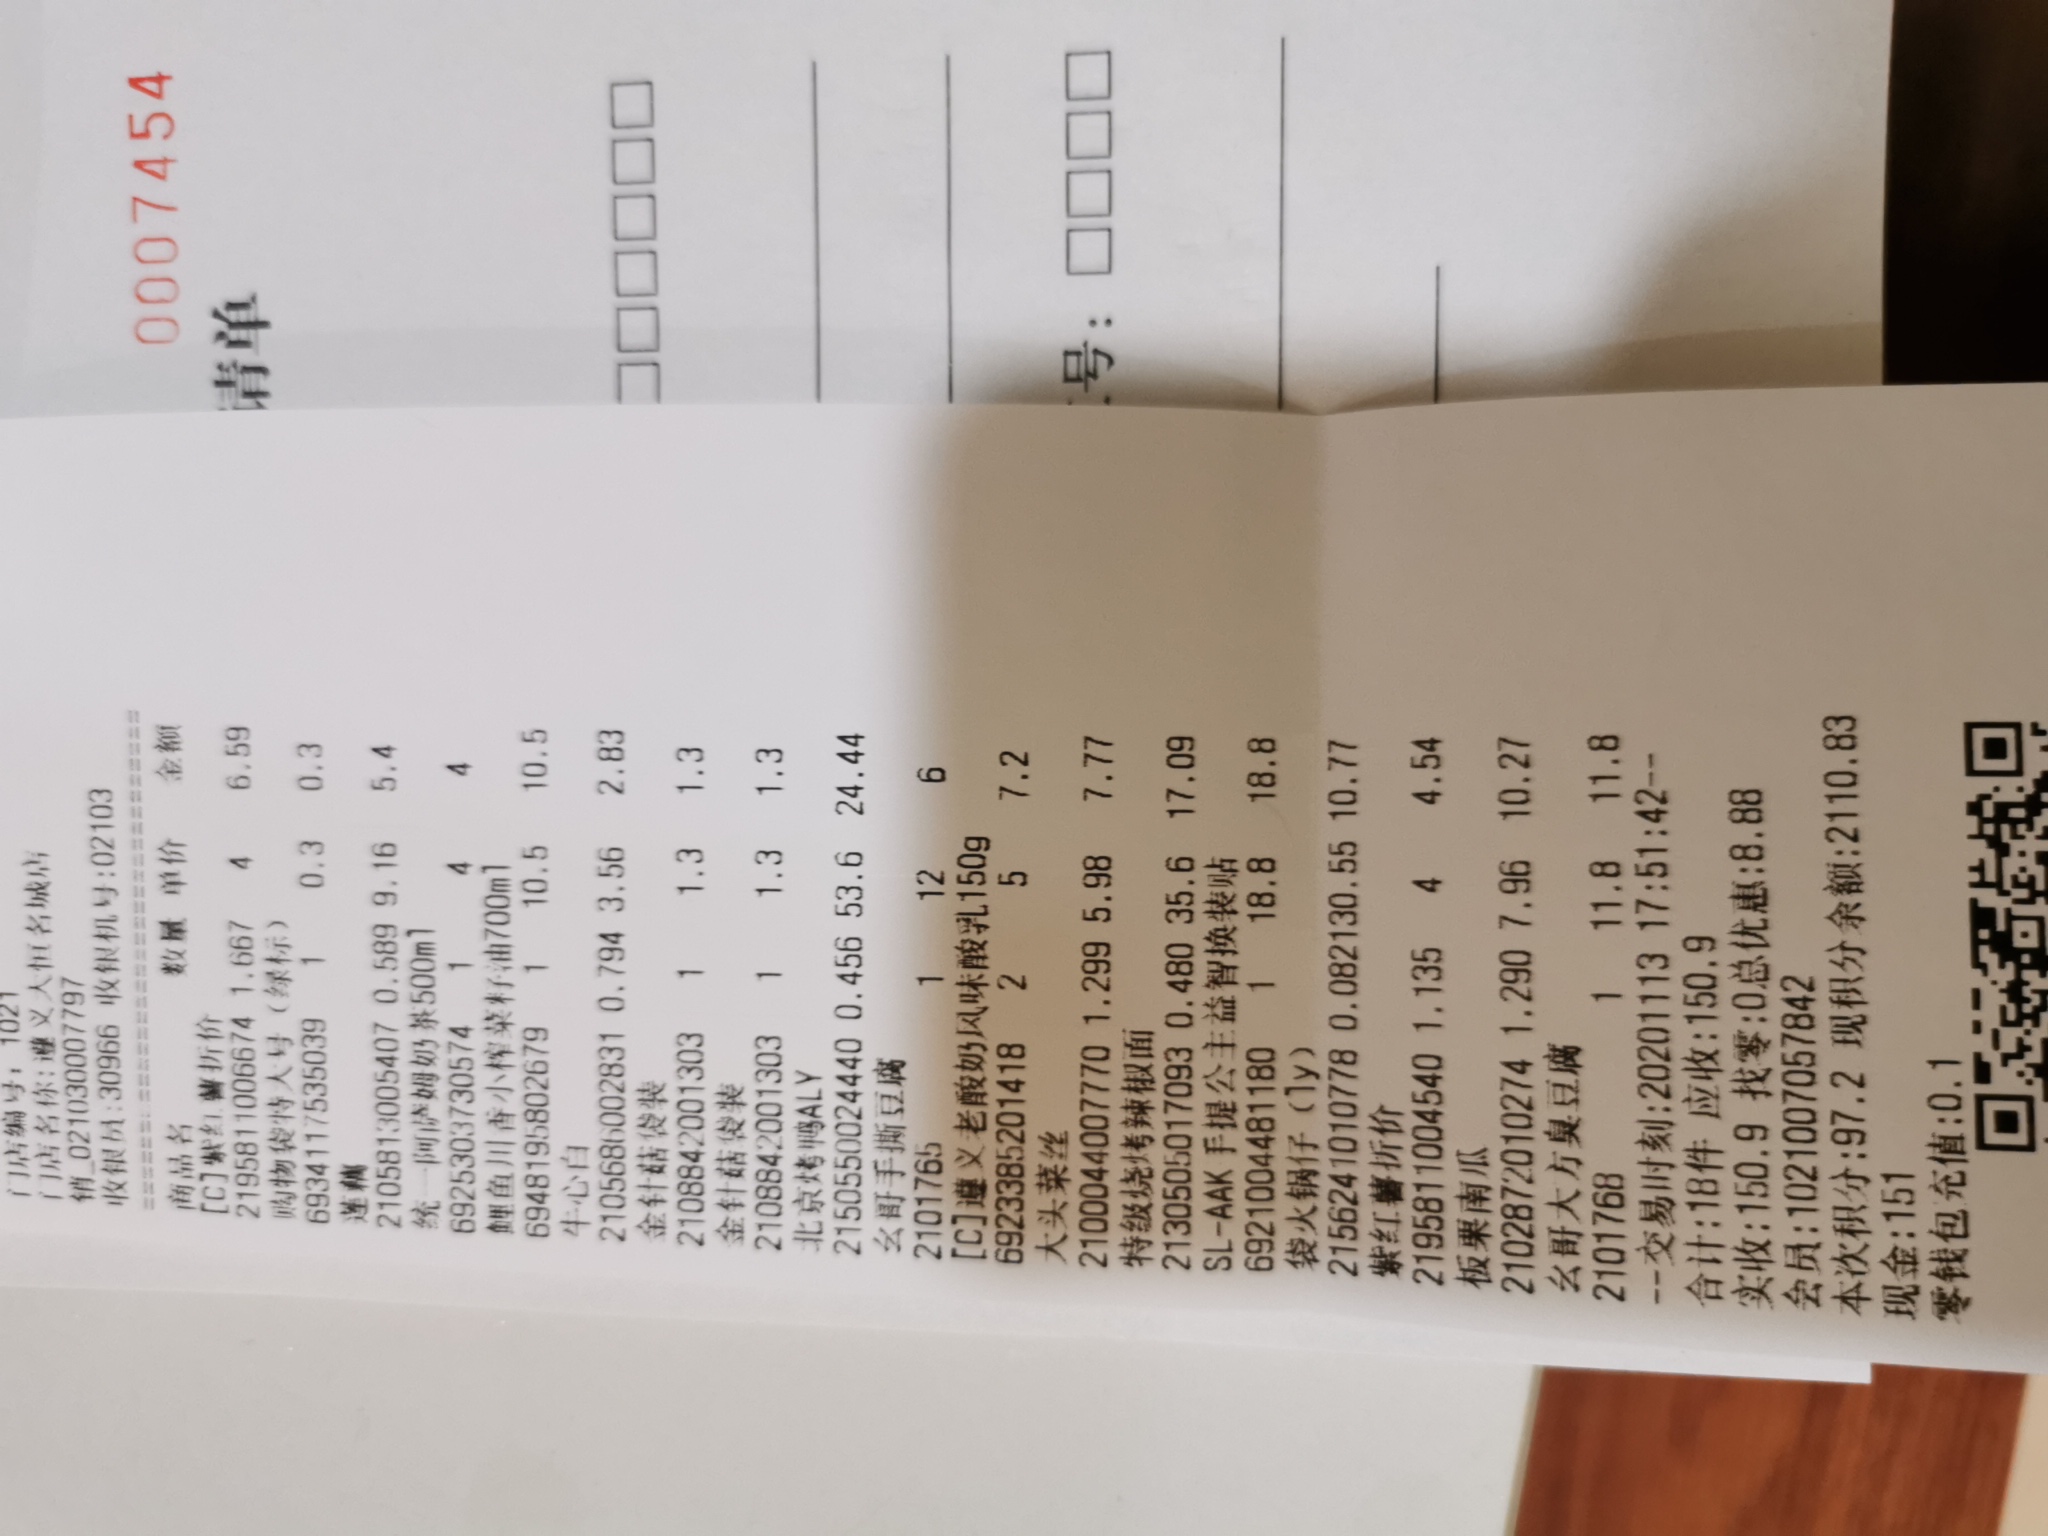 0007454
清单
号:
门店编号: 1021
门店名称:遵义大恒名城店
销_021030007797
收银员:30966 收银机号:02103
==============================
商品名 数量 单价 金额
[C]紫红薯折价
2195811006674 1.667 4 6.59
购物袋特大号(绿标)
6934117535039 1 0.3 0.3
莲藕
2105813005407 0.589 9.16 5.4
统一阿萨姆奶茶500ml
6925303730574 1 4 4
鲤鱼川香小榨菜籽油700ml
6948195802679 1 10.5 10.5
牛心白
2105686002831 0.794 3.56 2.83
金针菇袋装
2108842001303 1 1.3 1.3
金针菇袋装
2108842001303 1 1.3 1.3
北京烤鸭ALY
2150550024440 0.456 53.6 24.44
幺哥手撕豆腐
2101765 1 12 6
[C]遵义老酸奶风味酸乳150g
6923385201418 2 5 7.2
大头菜丝
2100044007770 1.299 5.98 7.77
特级烧烤辣椒面
2130505017093 0.480 35.6 17.09
SL-AAK手提公主益智换装贴
6921004481180 1 18.8 18.8
袋火锅仔(ly)
2156241010778 0.082130.55 10.77
紫红薯折价
2195811004540 1.135 4 4.54
板栗南瓜
2102872010274 1.290 7.96 10.27
幺哥大方臭豆腐
2101768 1 11.8 11.8
--交易时刻:20201113 17:51:42--
合计:18件 应收:150.9
实收:150.9 找零:0总优惠:8.88
会员:1021007057842
本次积分:97.2 现积分余额:2110.83
现金:151
零钱包充值:0.1